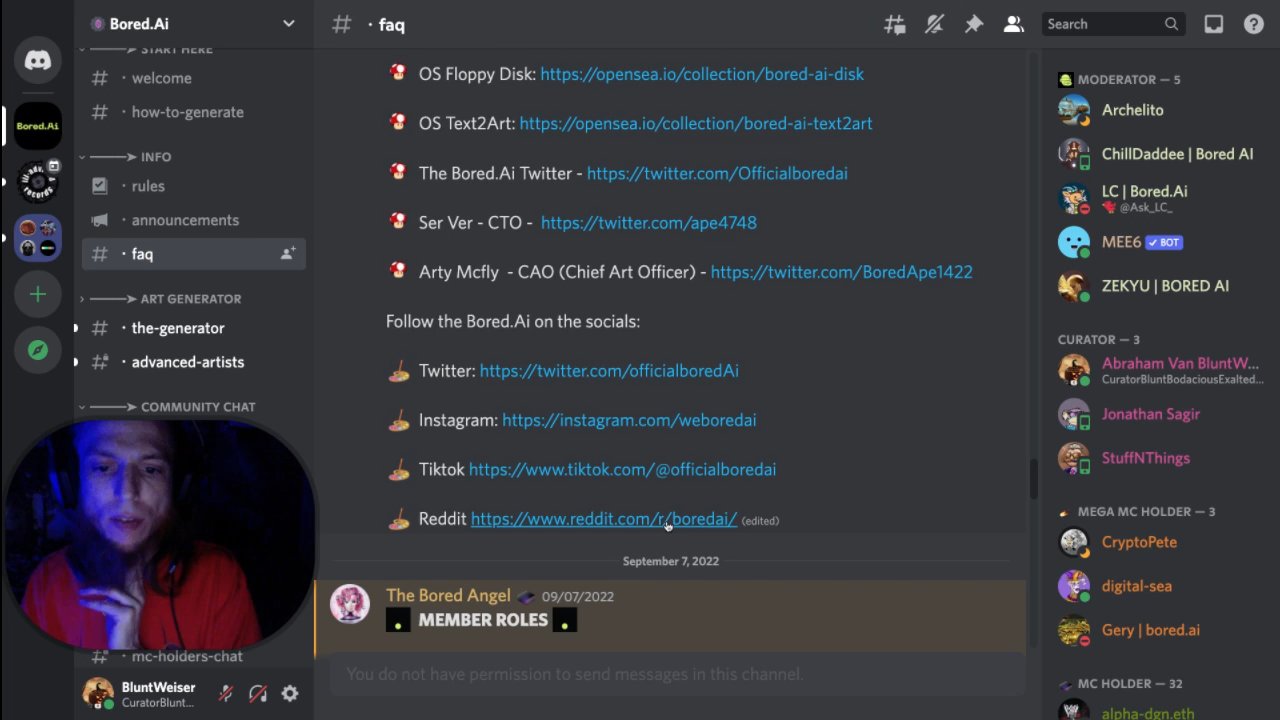 Bored.Ai
START HERE
# welcome
# how-to-generate
INFO
rules
announcements
# · faq
ART GENERATOR
# · the-generator
# · advanced-artists
COMMUNITY CHAT
# mc-holders-chat
BluntWeiser
CuratorBlunt...
Bored.Ai
# · faq
Search
OS Floppy Disk: https://opensea.io/collection/bored-ai-disk
OS Text2Art: https://opensea.io/collection/bored-ai-text2art
The Bored.Ai Twitter - https://twitter.com/Officialboredai
Ser Ver - CTO - https://twitter.com/ape4748
Arty Mcfly - CAO (Chief Art Officer) - https://twitter.com/BoredApe1422
Follow the Bored.Ai on the socials:
Twitter: https://twitter.com/officialboredAi
Instagram: https://instagram.com/weboredai
Tiktok https://www.tiktok.com/@officialboredai
Reddit https://www.reddit.com/r/boredai/ (edited)
September 7, 2022
The Bored Angel 09/07/2022
MEMBER ROLES
You do not have permission to send messages in this channel.
MODERATOR — 5
Archelito
ChillDaddee | Bored AI
LC | Bored.Ai
@Ask_LC_
MEE6 ✓ BOT
ZEKYU | BORED AI
CURATOR — 3
Abraham Van BluntW...
CuratorBluntBodaciousExalted...
Jonathan Sagir
StuffNThings
MEGA MC HOLDER — 3
CryptoPete
digital-sea
Gery | bored.ai
MC HOLDER — 32
alpha-dgn.eth